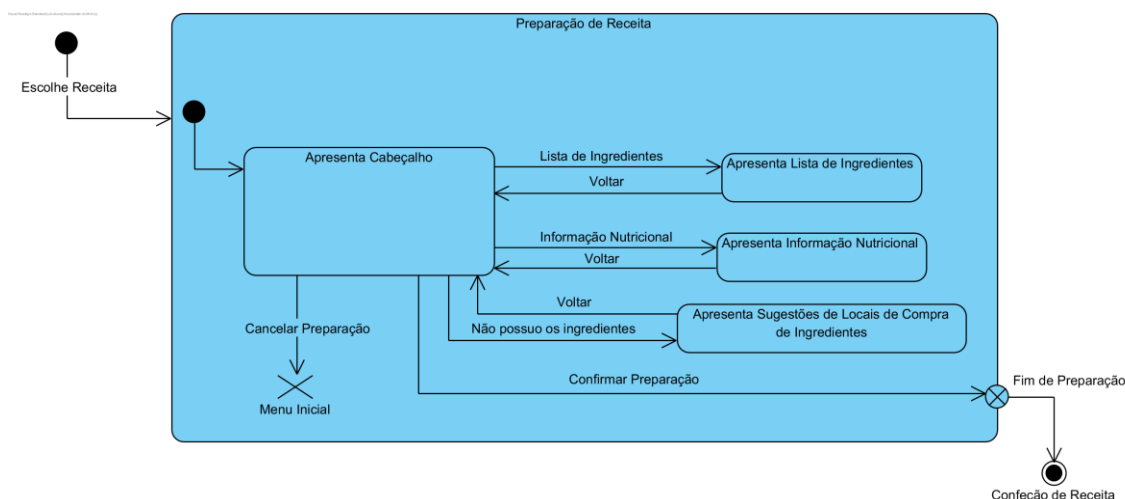 Preparação de Receita
Escolhe Receita
Apresenta Cabeçalho
Lista de Ingredientes
Apresenta Lista de Ingredientes
Voltar
Informação Nutricional
Apresenta Informação Nutricional
Voltar
Voltar
Apresenta Sugestões de Locais de Compra
de Ingredientes
Cancelar Preparação
Não possuo os ingredientes
Confirmar Preparação
Fim de Preparação
Menu Inicial
Confeção de Receita